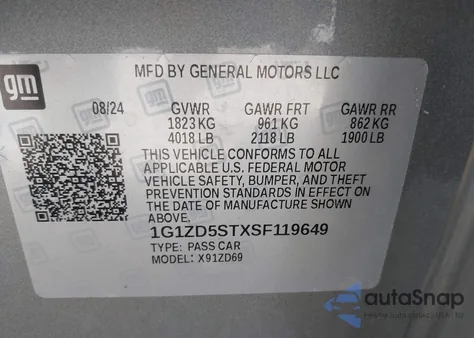 gm
MFD BY GENERAL MOTORS LLC
08/24 GVWR GAWR FRT GAWR RR
1823 KG 961 KG 862 KG
4018 LB 2118 LB 1900 LB
THIS VEHICLE CONFORMS TO ALL
APPLICABLE U.S. FEDERAL MOTOR
VEHICLE SAFETY, BUMPER, AND THEFT
PREVENTION STANDARDS IN EFFECT ON
THE DATE OF MANUFACTURE SHOWN
ABOVE.
1G1ZD5STXSF119649
TYPE: PASS CAR
MODEL: X91ZD69
autoSnap